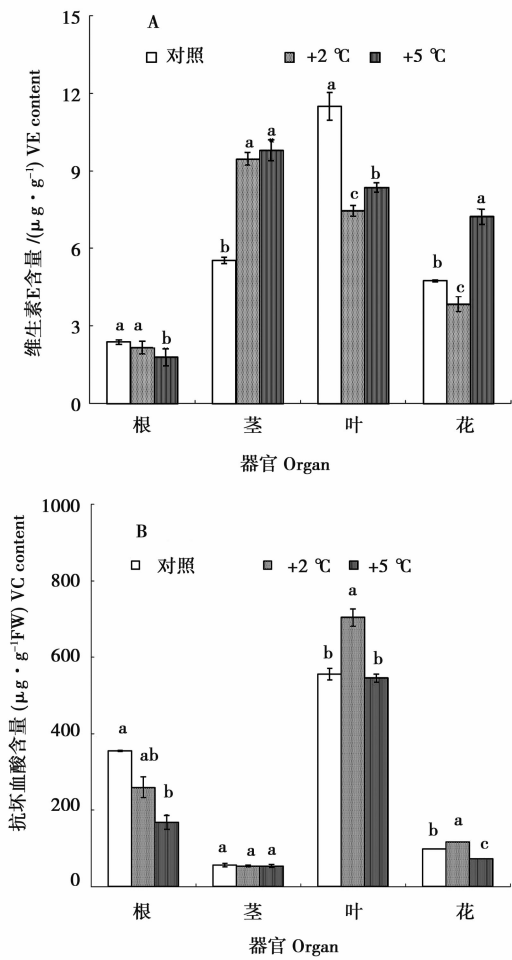 15
A
对照 +2 ℃ +5 ℃
12
a
a a
b
9
c
a
b
6
b
c
a a b
3
0
根 茎 叶 花
器官 Organ
维生素E含量 /(μg·g⁻¹) VE content
1000
B
对照 +2 ℃ +5 ℃
800
a
b b
600
a
400
ab
b
200
a a a
b a c
0
根 茎 叶 花
器官 Organ
抗坏血酸含量 (μg·g⁻¹FW) VC content